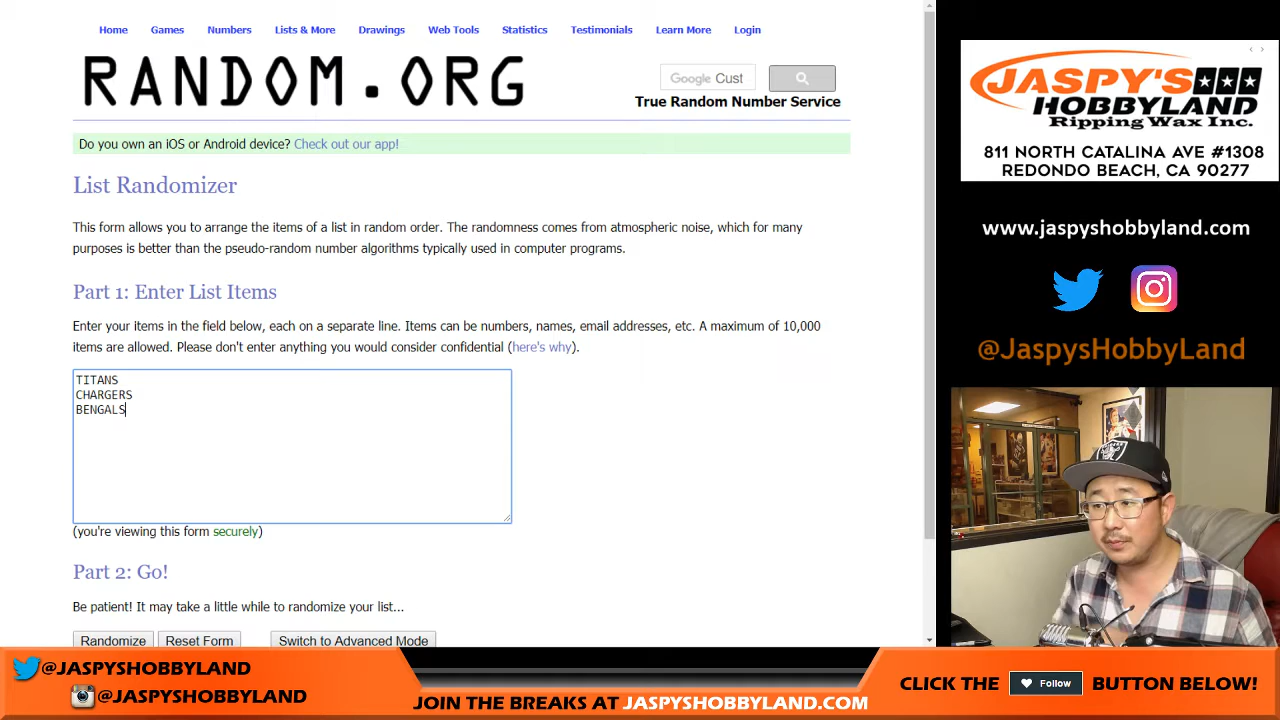 Home Games Numbers Lists & More Drawings Web Tools Statistics Testimonials Learn More Login
RANDOM.ORG
Google Cust
True Random Number Service
Do you own an iOS or Android device? Check out our app!
List Randomizer
This form allows you to arrange the items of a list in random order. The randomness comes from atmospheric noise, which for many
purposes is better than the pseudo-random number algorithms typically used in computer programs.
Part 1: Enter List Items
Enter your items in the field below, each on a separate line. Items can be numbers, names, email addresses, etc. A maximum of 10,000
items are allowed. Please don't enter anything you would consider confidential (here's why).
TITANS
CHARGERS
BENGALS
(you're viewing this form securely)
Part 2: Go!
Be patient! It may take a little while to randomize your list...
Randomize Reset Form Switch to Advanced Mode
JASPY'S
HOBBYLAND
Ripping Wax Inc.
811 NORTH CATALINA AVE #1308
REDONDO BEACH, CA 90277
www.jaspyshobbyland.com
@JaspysHobbyLand
@JASPYSHOBBYLAND
@JASPYSHOBBYLAND
JOIN THE BREAKS AT JASPYSHOBBYLAND.COM
CLICK THE Follow BUTTON BELOW!